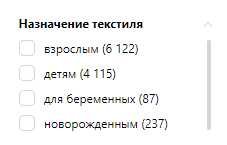 Назначение текстиля
взрослым (6 122)
детям (4 115)
для беременных (87)
новорожденным (237)